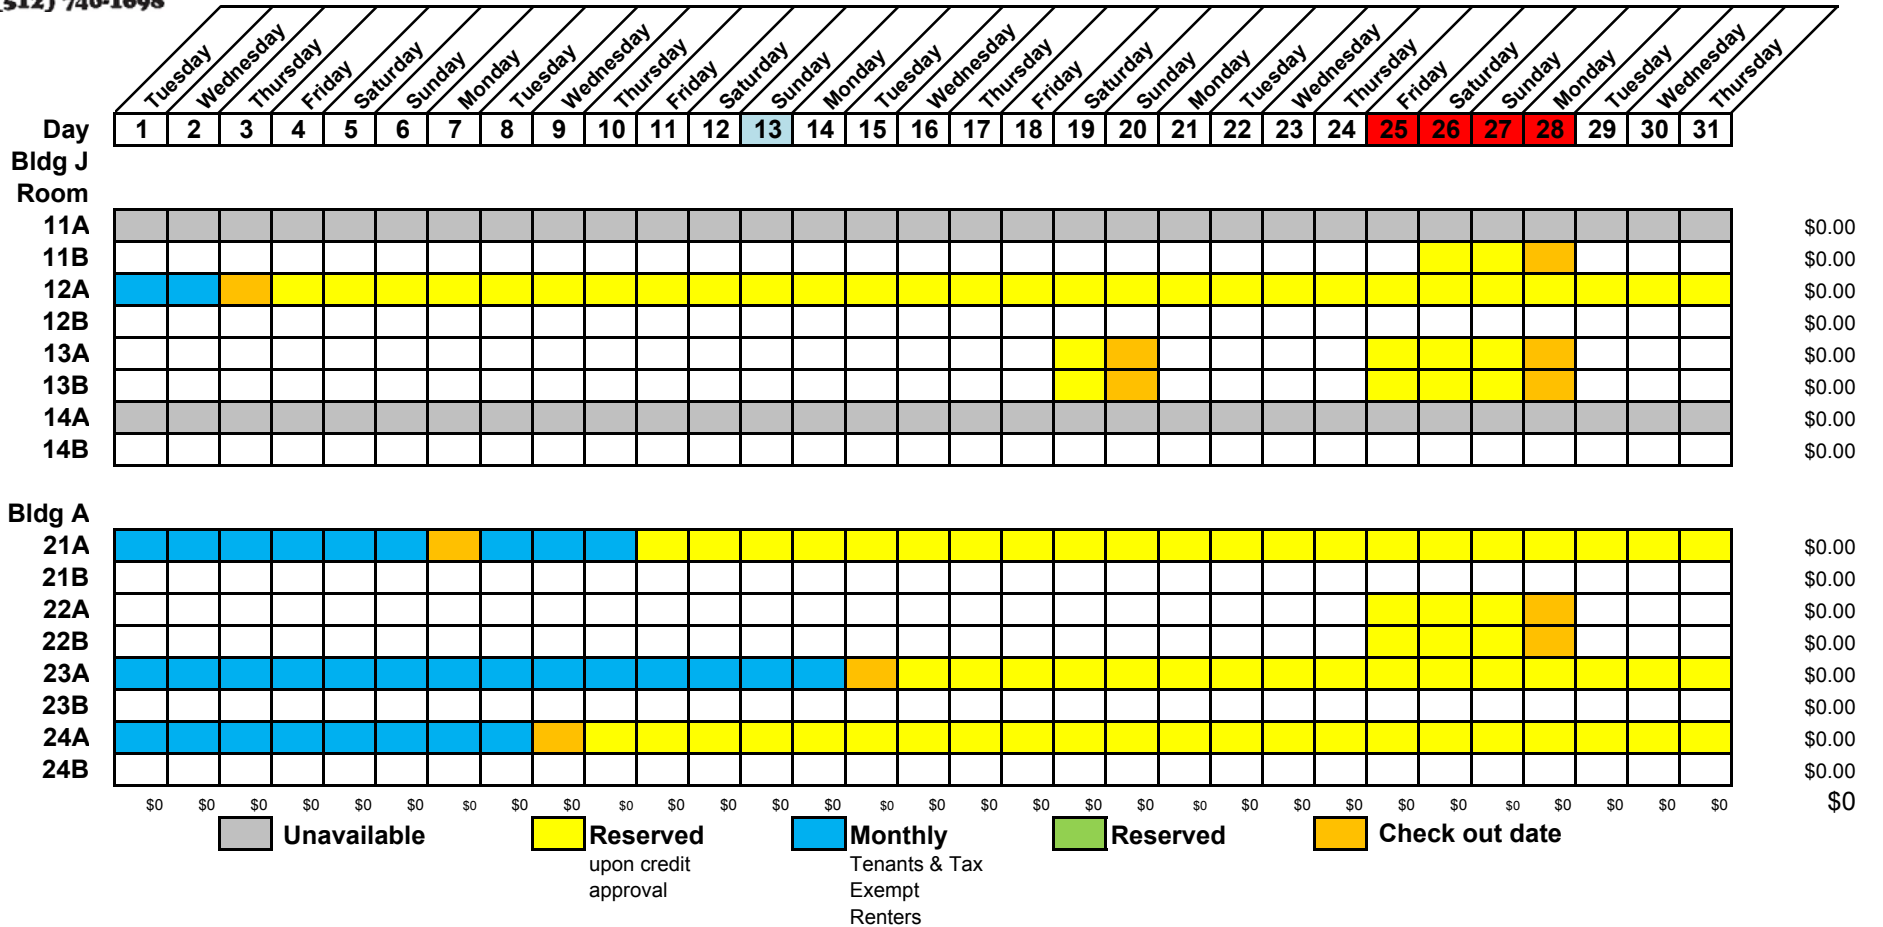 (512) 740-1698
Tuesday Wednesday Thursday Friday Saturday Sunday Monday Tuesday Wednesday Thursday Friday Saturday Sunday Monday Tuesday Wednesday Thursday Friday Saturday Sunday Monday Tuesday Wednesday Thursday Friday Saturday Sunday Monday Tuesday Wednesday Thursday
Day 1 2 3 4 5 6 7 8 9 10 11 12 13 14 15 16 17 18 19 20 21 22 23 24 25 26 27 28 29 30 31
Bldg J
Room
11A $0.00
11B $0.00
12A $0.00
12B $0.00
13A $0.00
13B $0.00
14A $0.00
14B $0.00
Bldg A
21A $0.00
21B $0.00
22A $0.00
22B $0.00
23A $0.00
23B $0.00
24A $0.00
24B $0.00
$0 $0 $0 $0 $0 $0 $0 $0 $0 $0 $0 $0 $0 $0 $0 $0 $0 $0 $0 $0 $0 $0 $0 $0 $0 $0 $0 $0 $0 $0 $0 $0
Unavailable Reserved Monthly Reserved Check out date
upon credit Tenants & Tax
approval Exempt
Renters